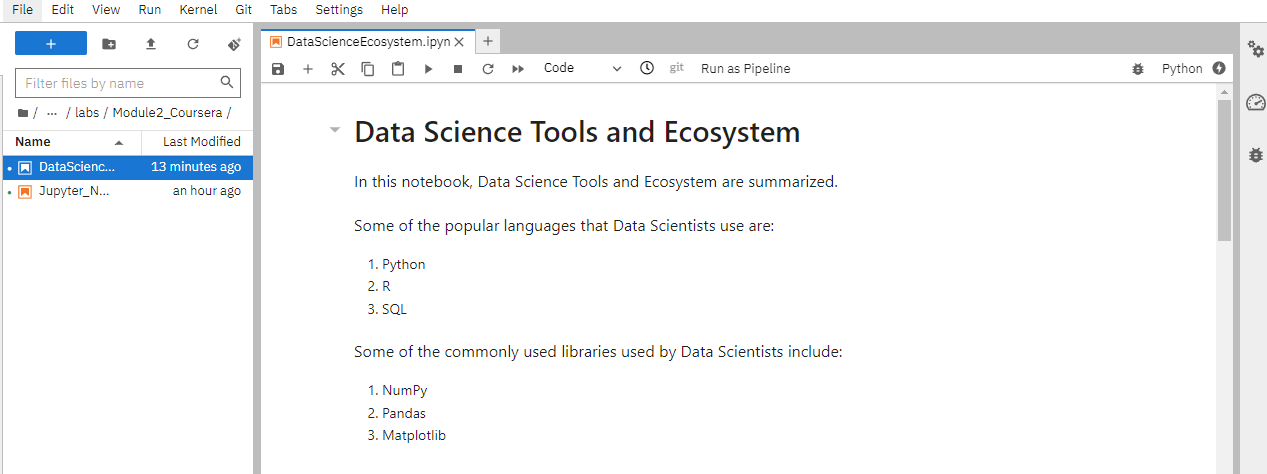 File Edit View Run Kernel Git Tabs Settings Help
+
DataScienceEcosystem.ipyn
Filter files by name
Code
git
Run as Pipeline
Python
/ ... / labs / Module2_Coursera /
Name Last Modified
DataScienc... 13 minutes ago
Jupyter_N... an hour ago
Data Science Tools and Ecosystem
In this notebook, Data Science Tools and Ecosystem are summarized.
Some of the popular languages that Data Scientists use are:
1. Python
2. R
3. SQL
Some of the commonly used libraries used by Data Scientists include:
1. NumPy
2. Pandas
3. Matplotlib